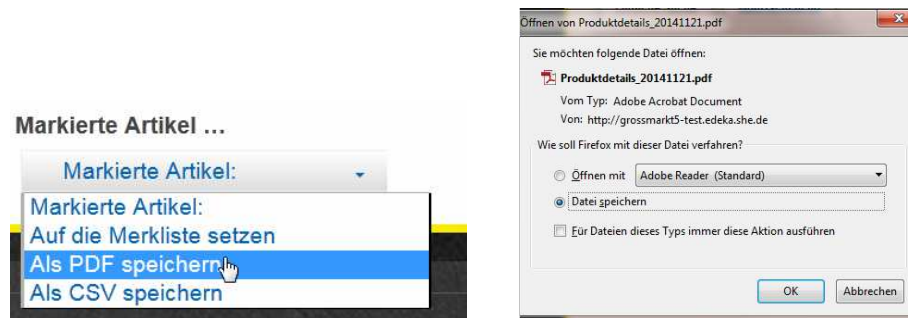 Markierte Artikel ...
Markierte Artikel:
Markierte Artikel:
Auf die Merkliste setzen
Als PDF speichern
Als CSV speichern
Öffnen von Produktdetails_20141121.pdf
Sie möchten folgende Datei öffnen:
Produktdetails_20141121.pdf
Vom Typ: Adobe Acrobat Document
Von: http://grossmarkt5-test.edeka.she.de
Wie soll Firefox mit dieser Datei verfahren?
Öffnen mit Adobe Reader (Standard)
Datei speichern
Für Dateien dieses Typs immer diese Aktion ausführen
OK Abbrechen